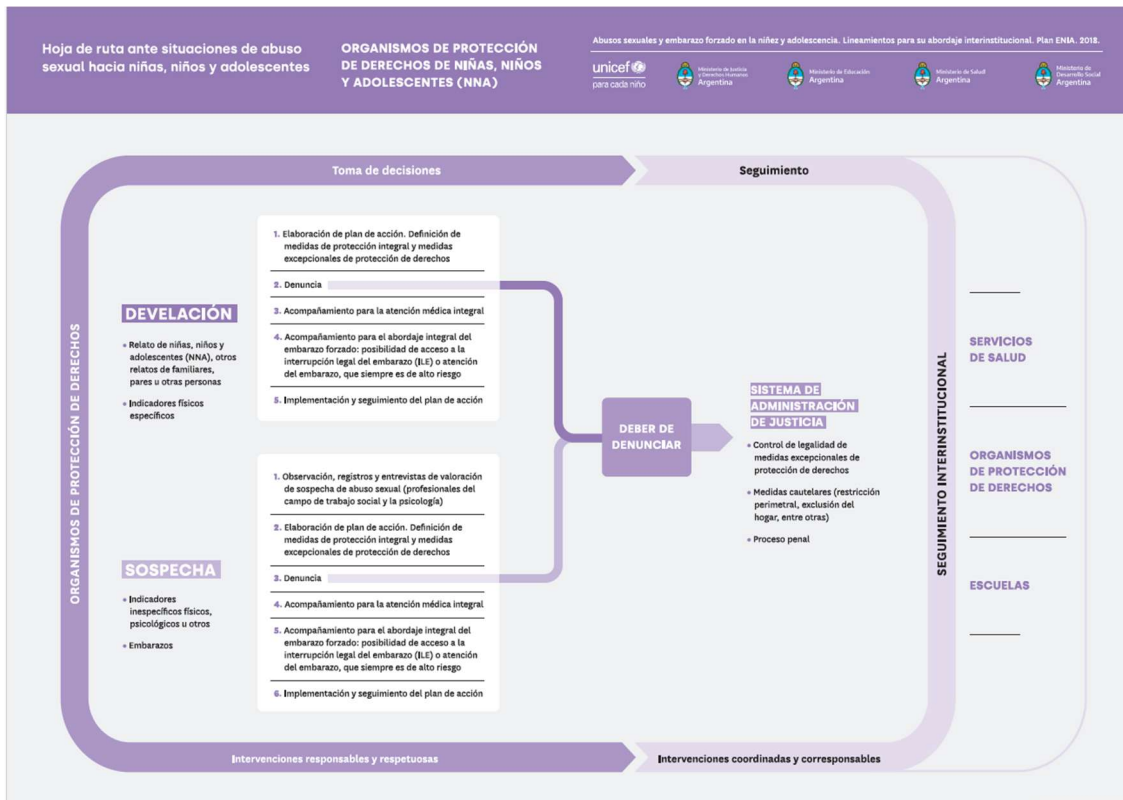 Hoja de ruta ante situaciones de abuso
sexual hacia niñas, niños y adolescentes
ORGANISMOS DE PROTECCIÓN
DE DERECHOS DE NIÑAS, NIÑOS
Y ADOLESCENTES (NNA)
Abusos sexuales y embarazo forzado en la niñez y adolescencia. Lineamientos para su abordaje interinstitucional. Plan ENIA. 2018.
unicef
para cada niño
Ministerio de Justicia
y Derechos Humanos
Argentina
Ministerio de Educación
Argentina
Ministerio de Salud
Argentina
Ministerio de
Desarrollo Social
Argentina
Toma de decisiones
Seguimiento
ORGANISMOS DE PROTECCIÓN DE DERECHOS
DEVELACIÓN
• Relato de niñas, niños y
adolescentes (NNA), otros
relatos de familiares,
pares u otras personas
• Indicadores físicos
específicos
1. Elaboración de plan de acción. Definición de
medidas de protección integral y medidas
excepcionales de protección de derechos
2. Denuncia
3. Acompañamiento para la atención médica integral
4. Acompañamiento para el abordaje integral del
embarazo forzado: posibilidad de acceso a la
interrupción legal del embarazo (ILE) o atención
del embarazo, que siempre es de alto riesgo
5. Implementación y seguimiento del plan de acción
SOSPECHA
• Indicadores
inespecíficos físicos,
psicológicos u otros
• Embarazos
1. Observación, registros y entrevistas de valoración
de sospecha de abuso sexual (profesionales del
campo de trabajo social y la psicología)
2. Elaboración de plan de acción. Definición de
medidas de protección integral y medidas
excepcionales de protección de derechos
3. Denuncia
4. Acompañamiento para la atención médica integral
5. Acompañamiento para el abordaje integral del
embarazo forzado: posibilidad de acceso a la
interrupción legal del embarazo (ILE) o atención
del embarazo, que siempre es de alto riesgo
6. Implementación y seguimiento del plan de acción
DEBER DE
DENUNCIAR
SISTEMA DE
ADMINISTRACIÓN
DE JUSTICIA
• Control de legalidad de
medidas excepcionales de
protección de derechos
• Medidas cautelares (restricción
perimetral, exclusión del
hogar, entre otras)
• Proceso penal
SEGUIMIENTO INTERINSTITUCIONAL
SERVICIOS
DE SALUD
ORGANISMOS
DE PROTECCIÓN
DE DERECHOS
ESCUELAS
Intervenciones responsables y respetuosas
Intervenciones coordinadas y corresponsables